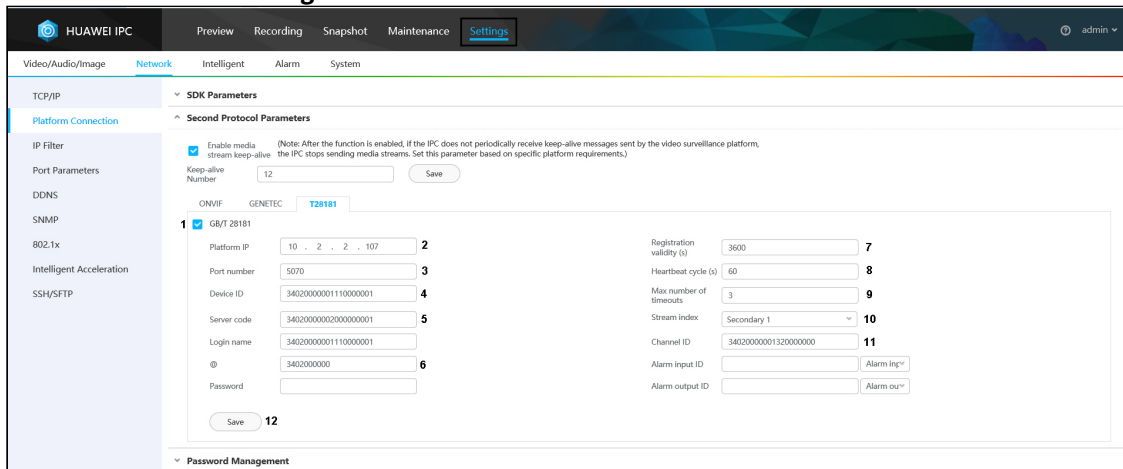 HUAWEI IPC Preview Recording Snapshot Maintenance Settings admin
Video/Audio/Image Network Intelligent Alarm System
TCP/IP
Platform Connection
IP Filter
Port Parameters
DDNS
SNMP
802.1x
Intelligent Acceleration
SSH/SFTP
SDK Parameters
Second Protocol Parameters
Enable media stream keep-alive
(Note: After the function is enabled, if the IPC does not periodically receive keep-alive messages sent by the video surveillance platform,
the IPC stops sending media streams. Set this parameter based on specific platform requirements.)
Keep-alive Number 12 Save
ONVIF GENETEC T28181
1 GB/T 28181
Platform IP 10 . 2 . 2 . 107 2
Port number 5070 3
Device ID 34020000001110000001 4
Server code 34020000002000000001 5
Login name 34020000001110000001
@ 3402000000 6
Password
Registration validity (s) 3600 7
Heartbeat cycle (s) 60 8
Max number of timeouts 3 9
Stream index Secondary 1 10
Channel ID 34020000001320000000 11
Alarm input ID Alarm inp
Alarm output ID Alarm ou
Save 12
Password Management